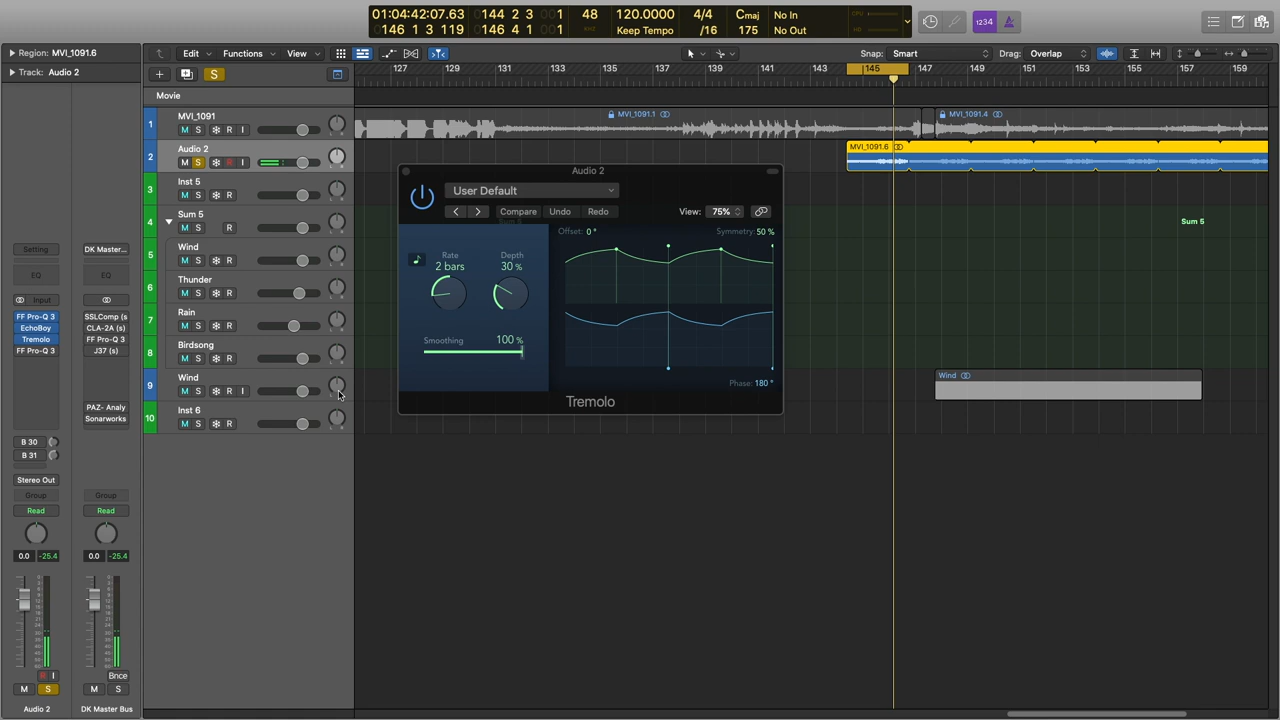 01:04:42:07.63 144 2 3 001 48 120.0000 4/4 Cmaj No In CPU
146 1 3 119 146 4 1 001 Keep Tempo /16 175 No Out HD
1234
Region: MVI_1091.6 Edit Functions View Snap: Smart Drag: Overlap
Track: Audio 2 S 127 129 131 133 135 137 139 141 143 145 147 149 151 153 155 157 159
Movie
1 MVI_1091 M S R I MVI_1091.1 MVI_1091.4
2 Audio 2 M S R I MVI_1091.6
3 Inst 5 M S R
4 Sum 5 M S R Sum 5
5 Wind M S R
6 Thunder M S R
7 Rain M S R
8 Birdsong M S R
9 Wind M S R I Wind
10 Inst 6 M S R
Audio 2
User Default
Compare Undo Redo View: 75%
Offset: 0° Symmetry: 50 %
Rate Depth
2 bars 30 %
Smoothing 100 %
Phase: 180 °
Tremolo
Setting DK Master...
EQ EQ
Input
FF Pro-Q 3 SSLComp (s
EchoBoy CLA-2A (s)
Tremolo FF Pro-Q 3
FF Pro-Q 3 J37 (s)
PAZ- Analy
Sonarworks
B 30
B 31
Stereo Out
Group Group
Read Read
0.0 -25.4 0.0 -25.4
R I Bnce
M S M S
Audio 2 DK Master Bus